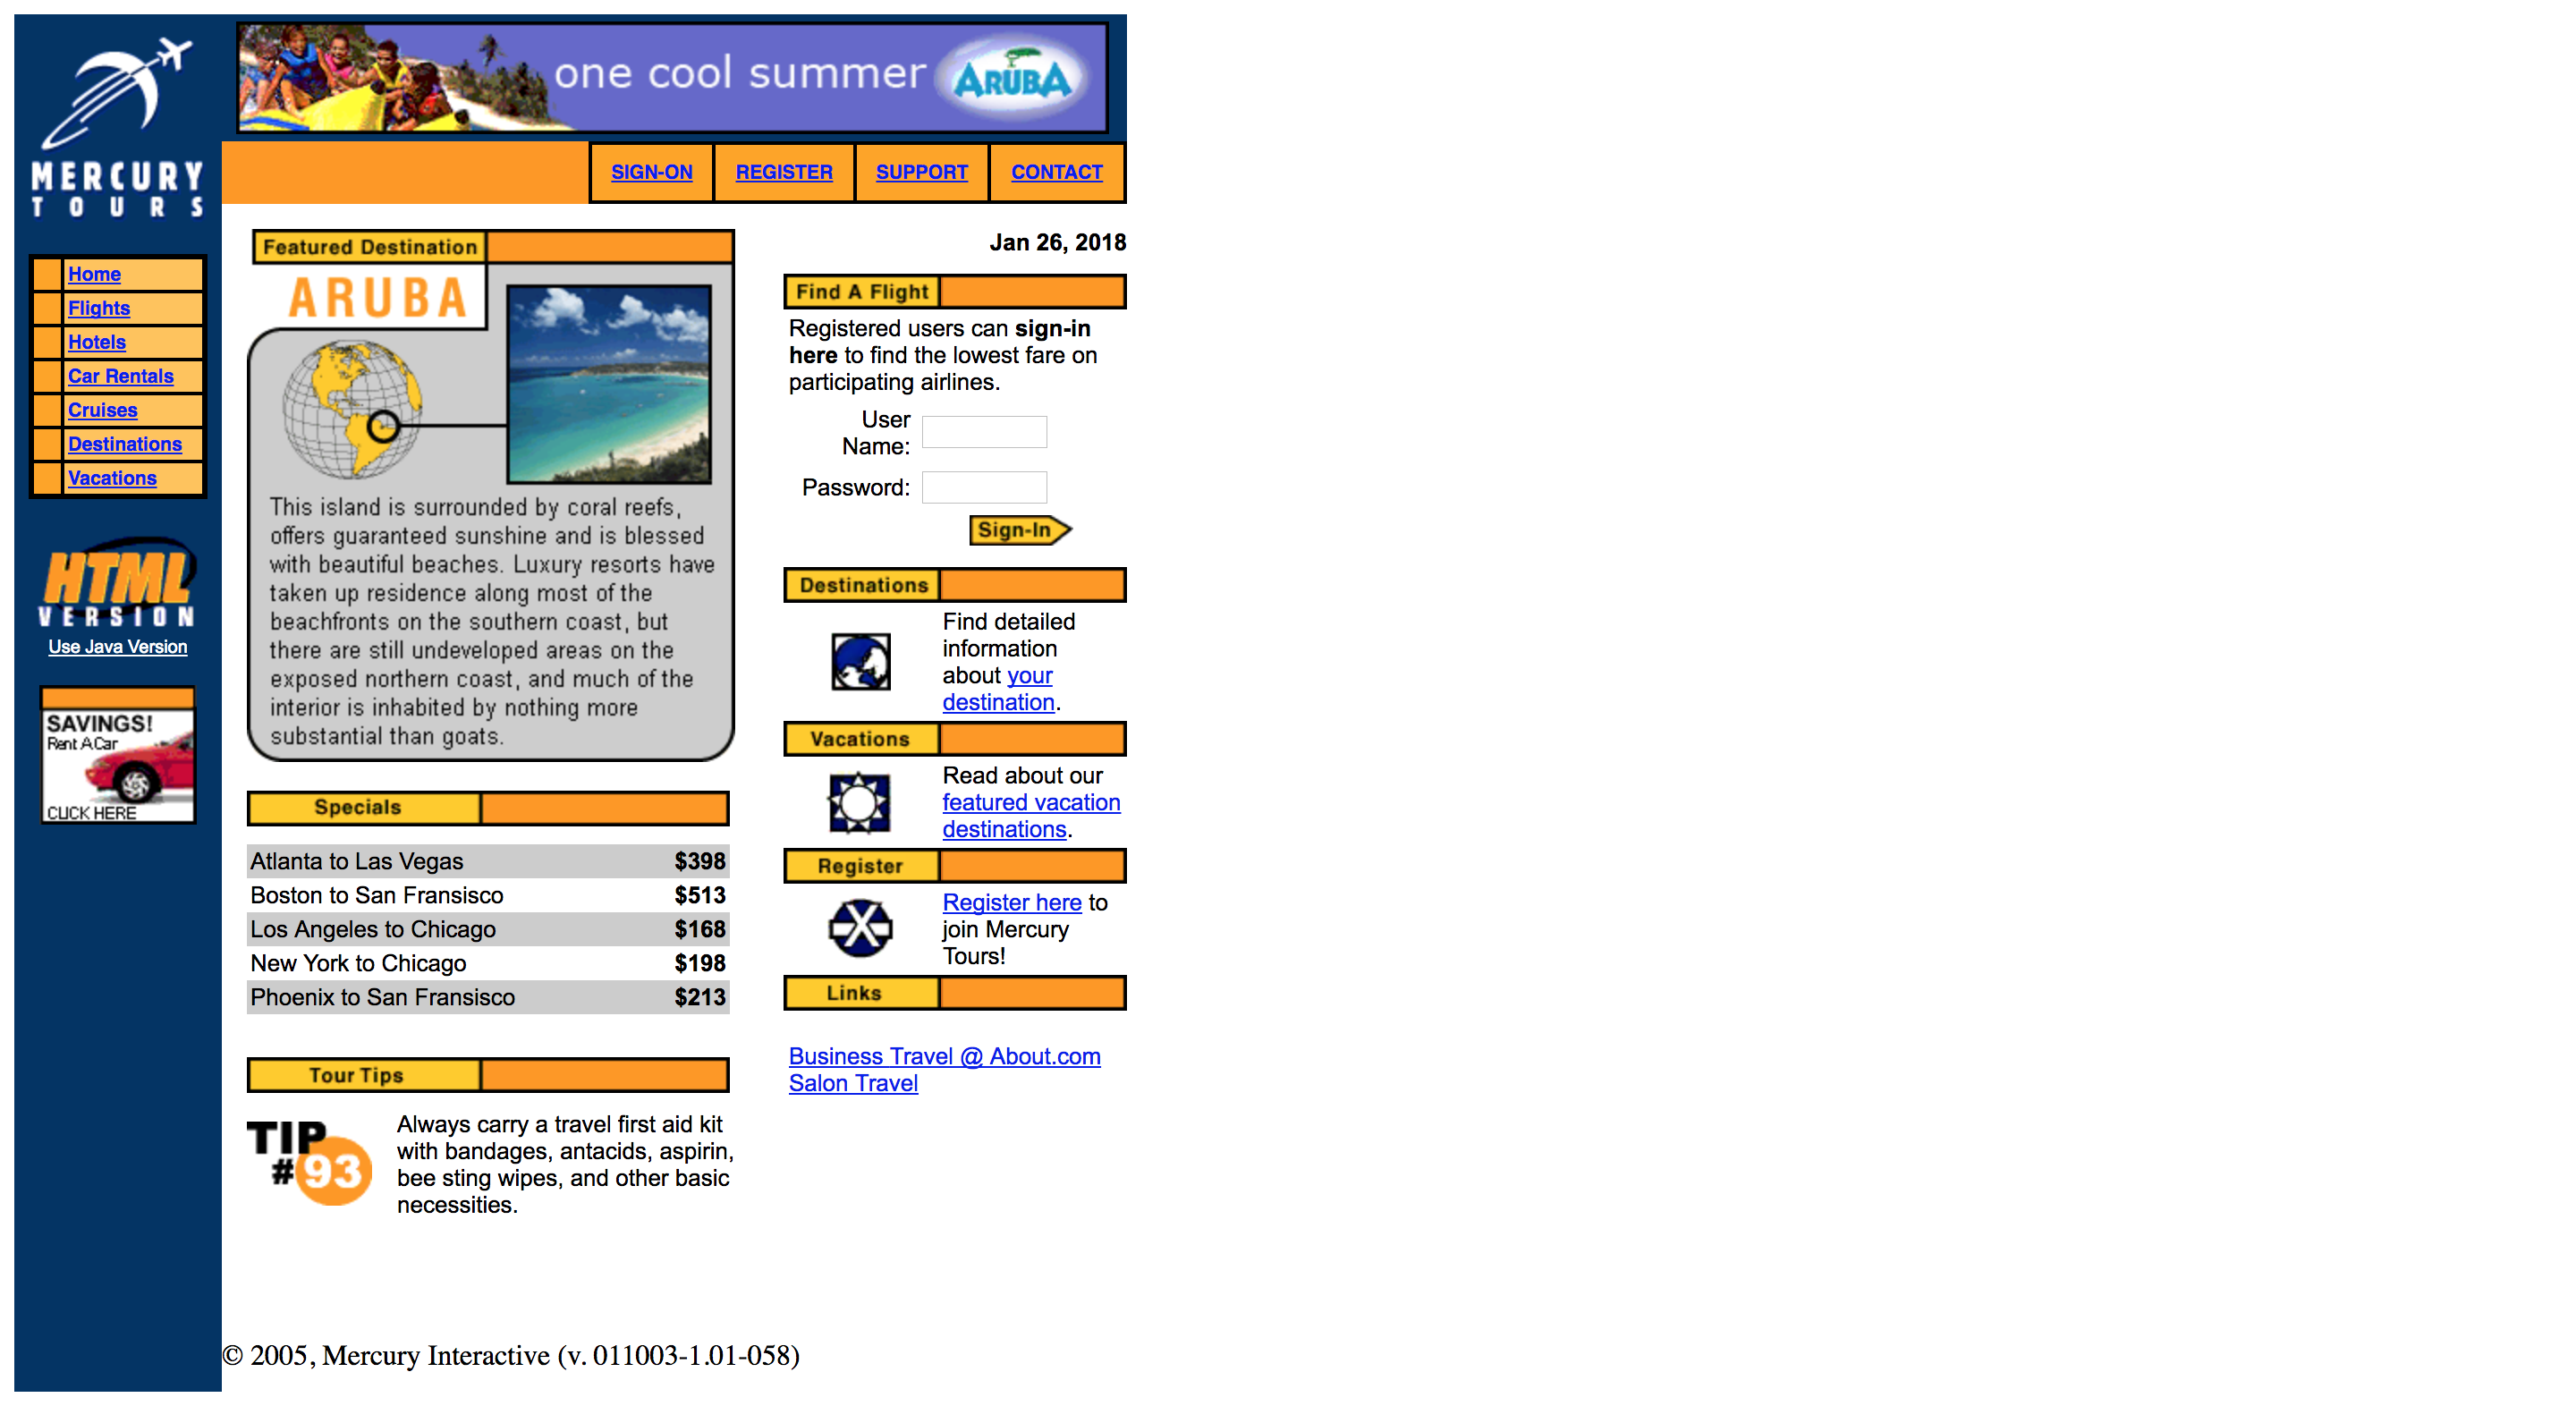 MERCURY
TOURS
one cool summer
ARUBA
SIGN-ON
REGISTER
SUPPORT
CONTACT
Home
Flights
Hotels
Car Rentals
Cruises
Destinations
Vacations
HTML
VERSION
Use Java Version
SAVINGS!
Rent A Car
CLICK HERE
Featured Destination
ARUBA
This island is surrounded by coral reefs,
offers guaranteed sunshine and is blessed
with beautiful beaches. Luxury resorts have
taken up residence along most of the
beachfronts on the southern coast, but
there are still undeveloped areas on the
exposed northern coast, and much of the
interior is inhabited by nothing more
substantial than goats.
Specials
Atlanta to Las Vegas $398
Boston to San Fransisco $513
Los Angeles to Chicago $168
New York to Chicago $198
Phoenix to San Fransisco $213
Tour Tips
TIP
#93
Always carry a travel first aid kit
with bandages, antacids, aspirin,
bee sting wipes, and other basic
necessities.
Jan 26, 2018
Find A Flight
Registered users can sign-in
here to find the lowest fare on
participating airlines.
User
Name:
Password:
Sign-In
Destinations
Find detailed
information
about your
destination.
Vacations
Read about our
featured vacation
destinations.
Register
Register here to
join Mercury
Tours!
Links
Business Travel @ About.com
Salon Travel
© 2005, Mercury Interactive (v. 011003-1.01-058)